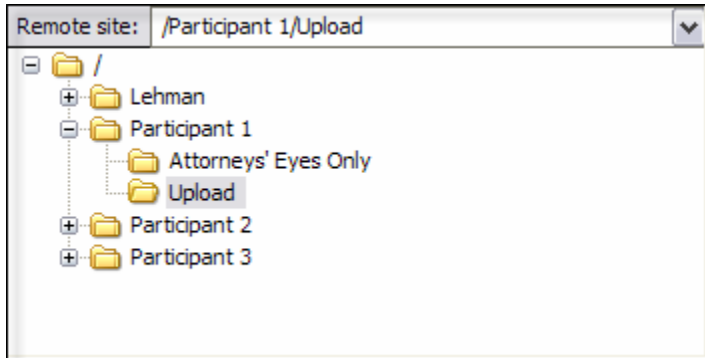 Remote site: /Participant 1/Upload
/
Lehman
Participant 1
Attorneys' Eyes Only
Upload
Participant 2
Participant 3